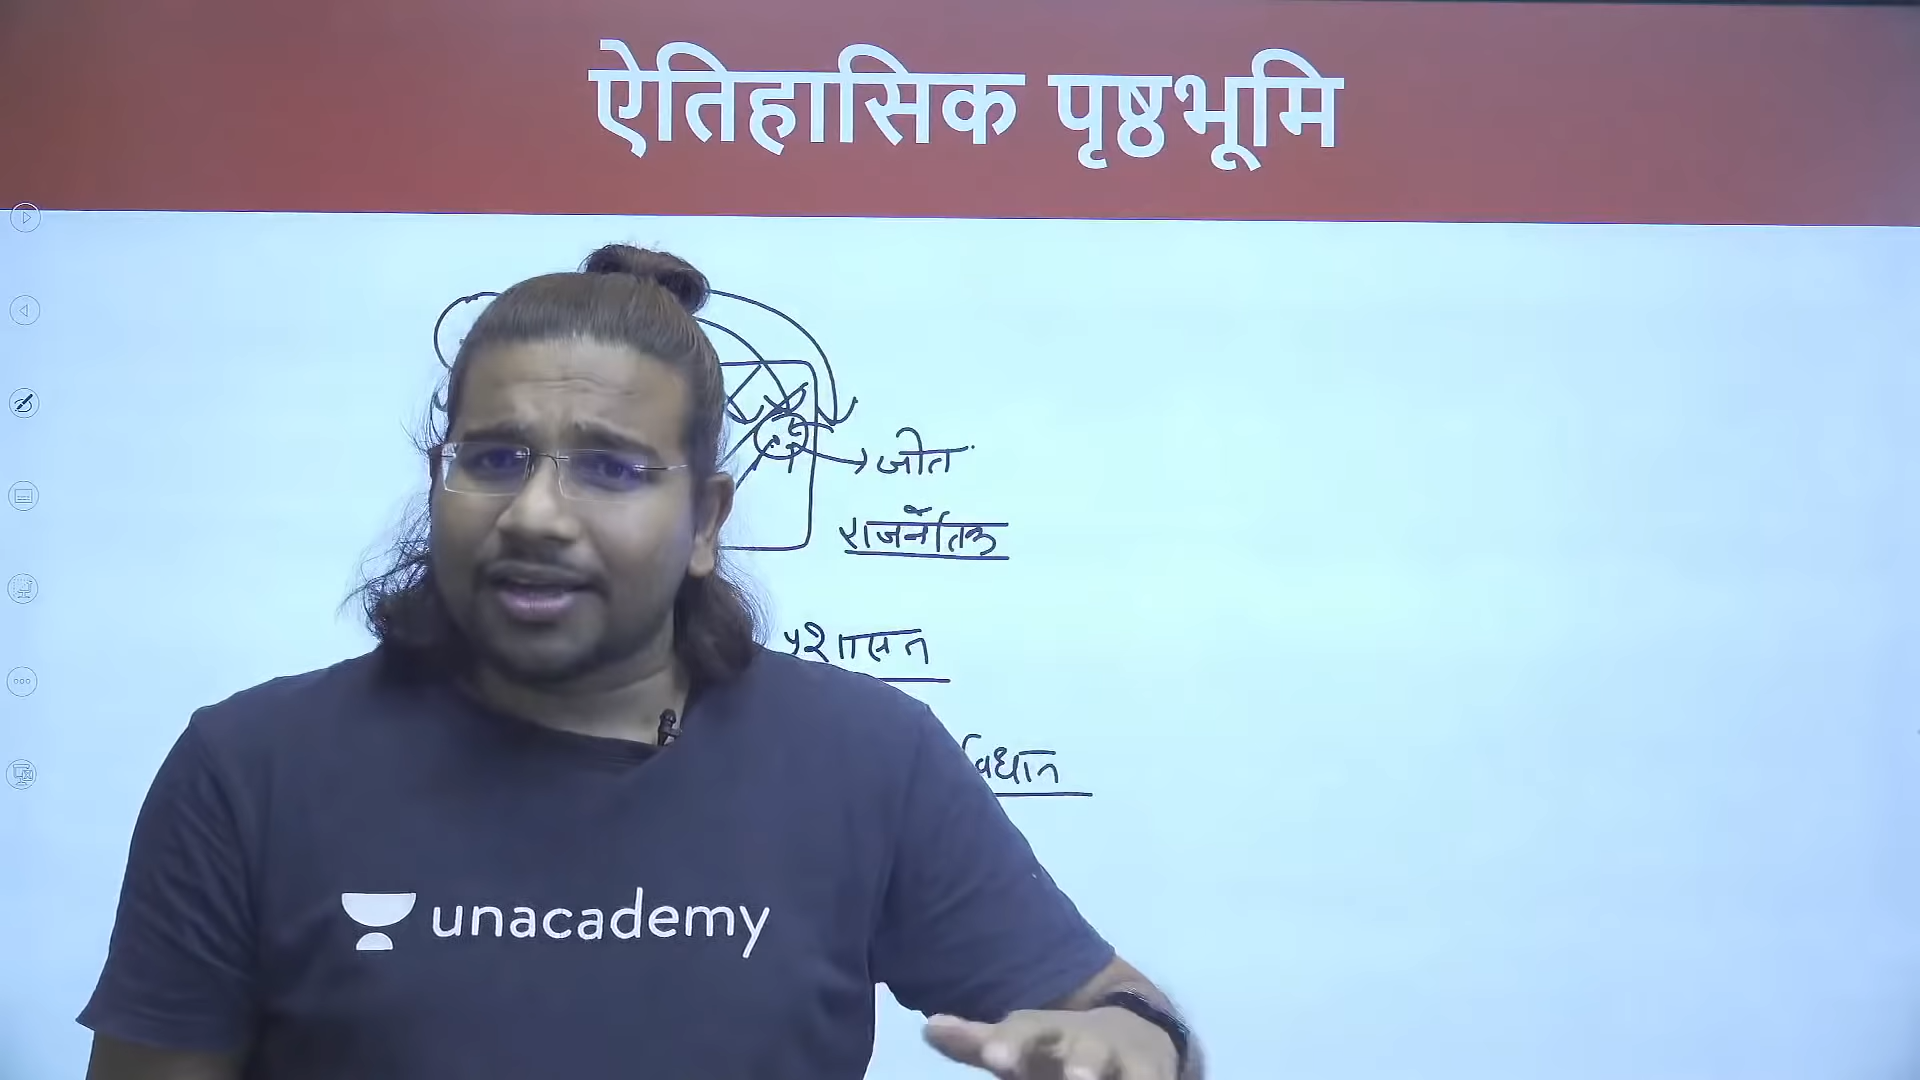 ऐतिहासिक पृष्ठभूमि
जीत
राजनैतिक
प्रशासन
unacademy